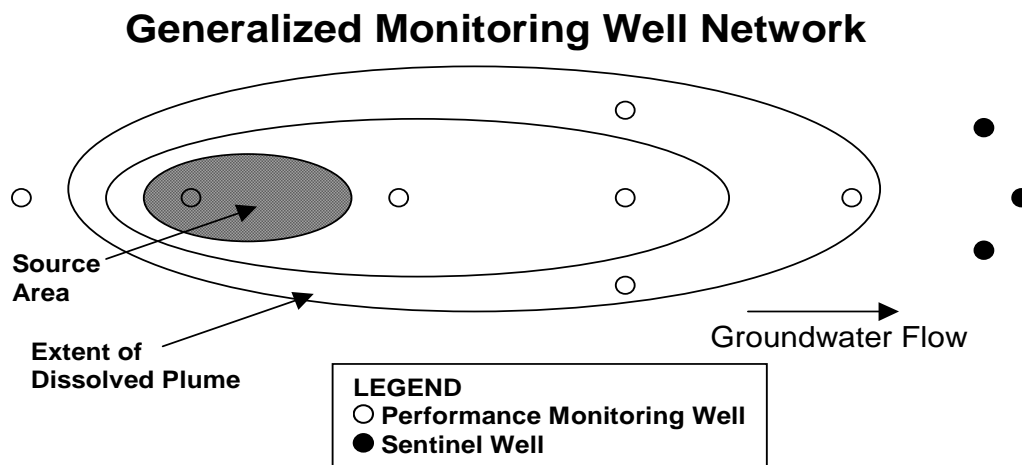 Generalized Monitoring Well Network
Source
Area
Extent of
Dissolved Plume
Groundwater Flow
LEGEND
Performance Monitoring Well
Sentinel Well